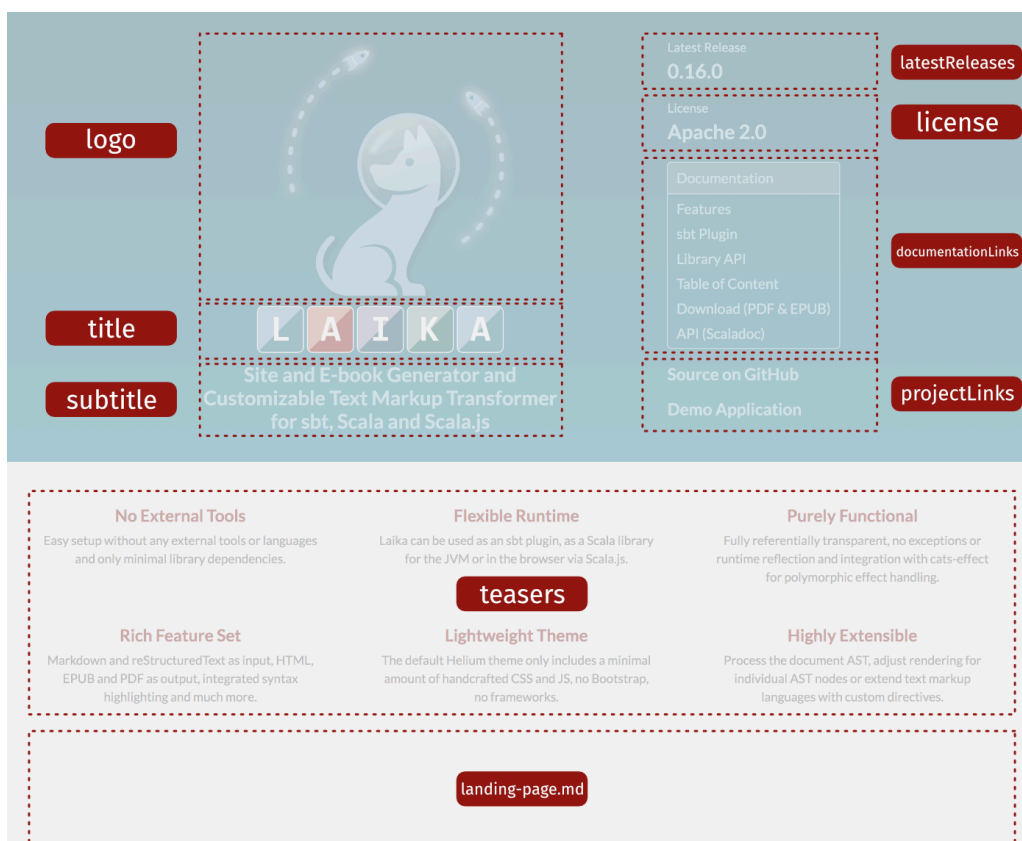 logo
title
L A I K A
subtitle
Site and E-book Generator and
Customizable Text Markup Transformer
for sbt, Scala and Scala.js
Latest Release
0.16.0
latestReleases
License
Apache 2.0
license
Documentation
Features
sbt Plugin
Library API
Table of Content
Download (PDF & EPUB)
API (Scaladoc)
documentationLinks
Source on GitHub
Demo Application
projectLinks
No External Tools
Easy setup without any external tools or languages
and only minimal library dependencies.
Flexible Runtime
Laika can be used as an sbt plugin, as a Scala library
for the JVM or in the browser via Scala.js.
Purely Functional
Fully referentially transparent, no exceptions or
runtime reflection and integration with cats-effect
for polymorphic effect handling.
teasers
Rich Feature Set
Markdown and reStructuredText as input, HTML,
EPUB and PDF as output, integrated syntax
highlighting and much more.
Lightweight Theme
The default Helium theme only includes a minimal
amount of handcrafted CSS and JS, no Bootstrap,
no frameworks.
Highly Extensible
Process the document AST, adjust rendering for
individual AST nodes or extend text markup
languages with custom directives.
landing-page.md